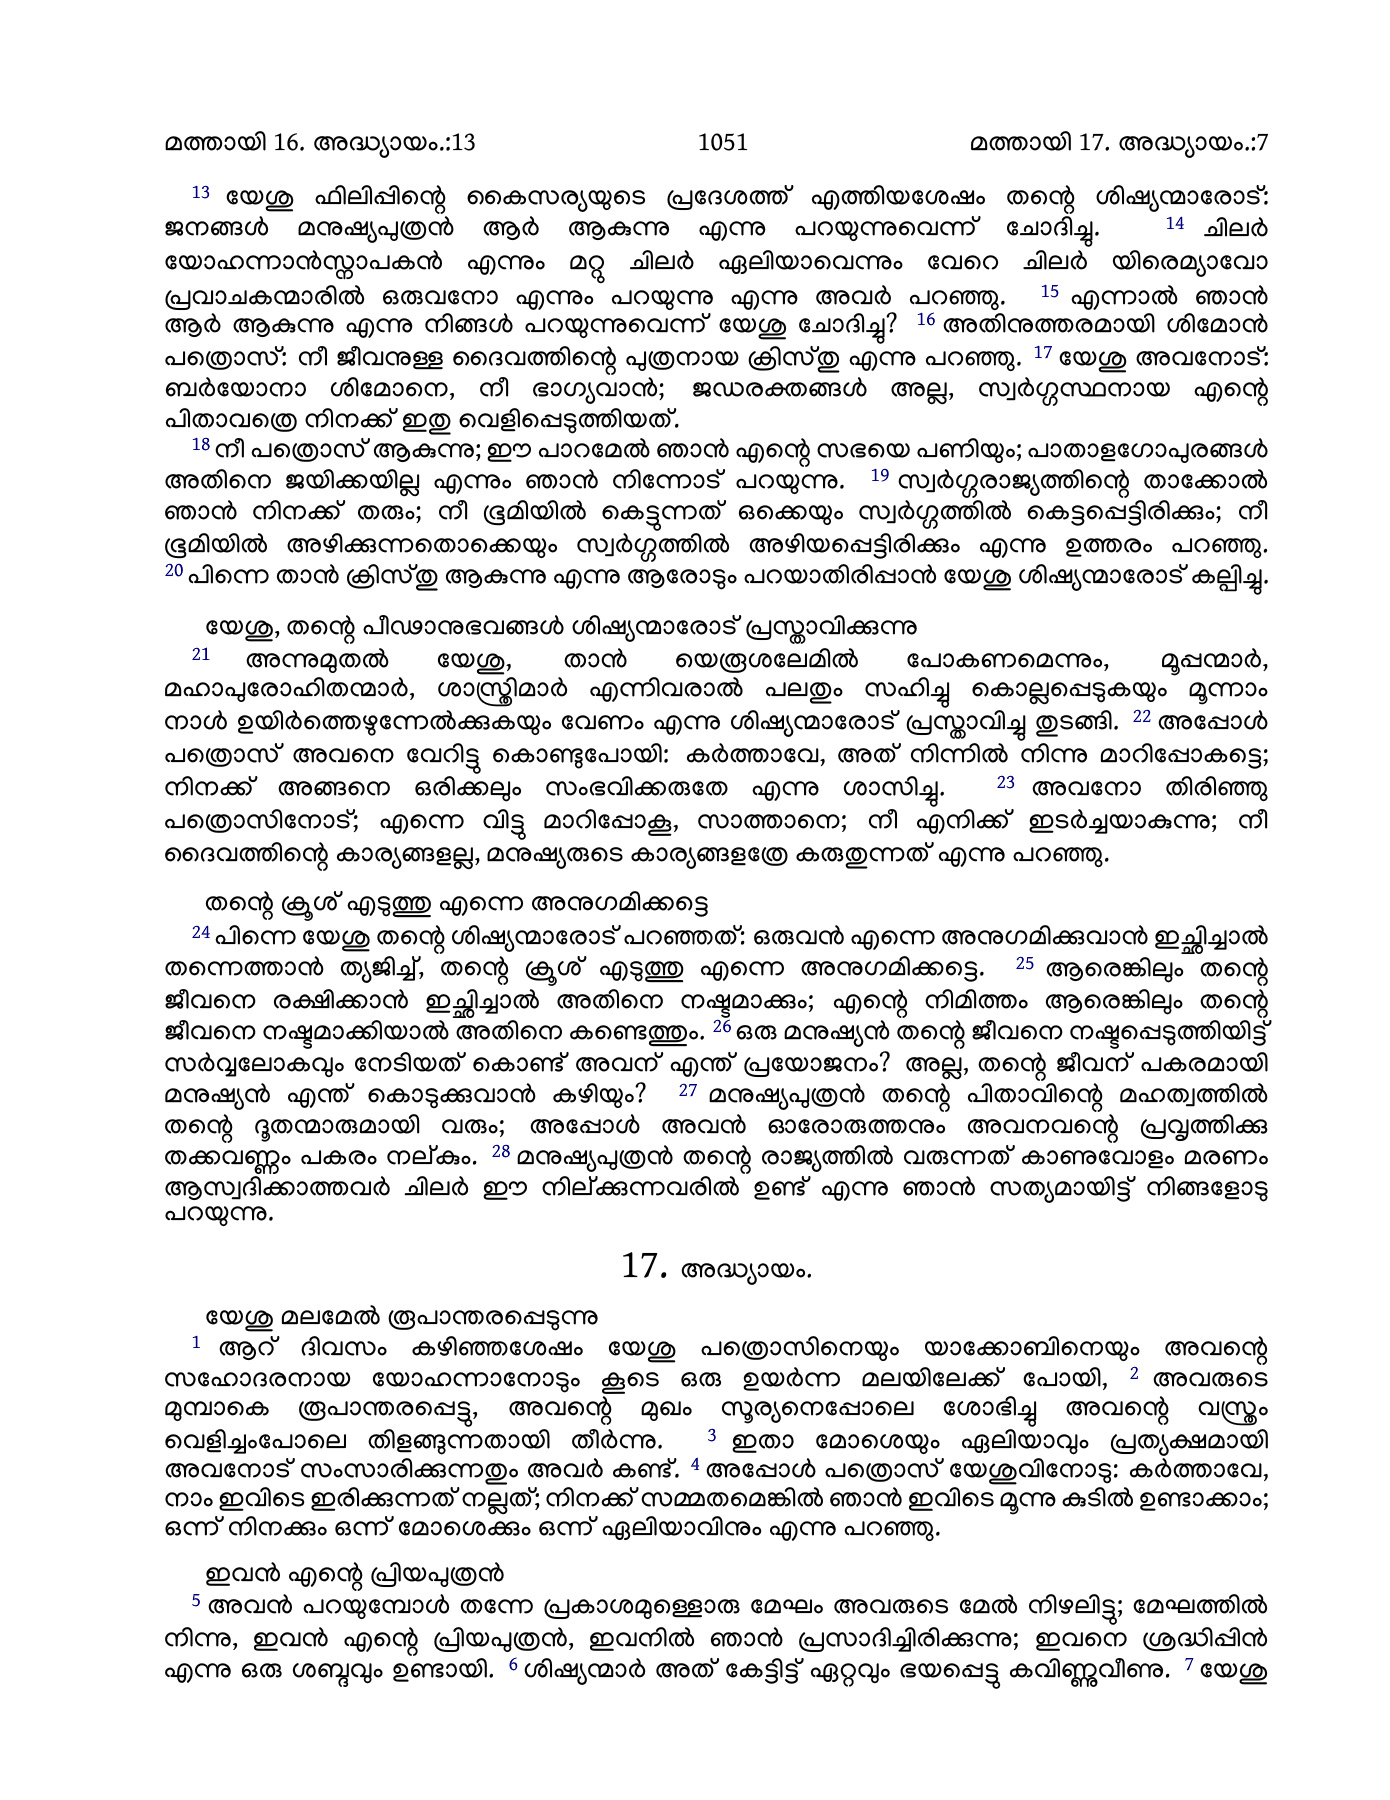 മത്തായി 16. അദ്ധ്യായം.:13 1051 മത്തായി 17. അദ്ധ്യായം.:7
13 യേശു ഫിലിപ്പിന്റെ കൈസര്യയുടെ പ്രദേശത്ത് എത്തിയശേഷം തന്റെ ശിഷ്യന്മാരോട്:
ജനങ്ങൾ മനുഷ്യപുത്രൻ ആർ ആകുന്നു എന്നു പറയുന്നുവെന്ന് ചോദിച്ചു. 14 ചിലർ
യോഹന്നാൻസ്നാപകൻ എന്നും മറ്റു ചിലർ ഏലിയാവെന്നും വേറെ ചിലർ യിരെമ്യാവോ
പ്രവാചകന്മാരിൽ ഒരുവനോ എന്നും പറയുന്നു എന്നു അവർ പറഞ്ഞു. 15 എന്നാൽ ഞാൻ
ആർ ആകുന്നു എന്നു നിങ്ങൾ പറയുന്നുവെന്ന് യേശു ചോദിച്ചു? 16 അതിനുത്തരമായി ശിമോൻ
പത്രൊസ്: നീ ജീവനുള്ള ദൈവത്തിന്റെ പുത്രനായ ക്രിസ്തു എന്നു പറഞ്ഞു. 17 യേശു അവനോട്:
ബർയോനാ ശിമോനെ, നീ ഭാഗ്യവാൻ; ജഡരക്തങ്ങൾ അല്ല, സ്വർഗ്ഗസ്ഥനായ എന്റെ
പിതാവത്രെ നിനക്ക് ഇതു വെളിപ്പെടുത്തിയത്.
18 നീ പത്രൊസ് ആകുന്നു; ഈ പാറമേൽ ഞാൻ എന്റെ സഭയെ പണിയും; പാതാളഗോപുരങ്ങൾ
അതിനെ ജയിക്കയില്ല എന്നും ഞാൻ നിന്നോട് പറയുന്നു. 19 സ്വർഗ്ഗരാജ്യത്തിന്റെ താക്കോൽ
ഞാൻ നിനക്ക് തരും; നീ ഭൂമിയിൽ കെട്ടുന്നത് ഒക്കെയും സ്വർഗ്ഗത്തിൽ കെട്ടപ്പെട്ടിരിക്കും; നീ
ഭൂമിയിൽ അഴിക്കുന്നതൊക്കെയും സ്വർഗ്ഗത്തിൽ അഴിയപ്പെട്ടിരിക്കും എന്നു ഉത്തരം പറഞ്ഞു.
20 പിന്നെ താൻ ക്രിസ്തു ആകുന്നു എന്നു ആരോടും പറയാതിരിപ്പാൻ യേശു ശിഷ്യന്മാരോട് കല്പിച്ചു.
യേശു, തന്റെ പീഢാനുഭവങ്ങൾ ശിഷ്യന്മാരോട് പ്രസ്താവിക്കുന്നു
21 അന്നുമുതൽ യേശു, താൻ യെരൂശലേമിൽ പോകണമെന്നും, മൂപ്പന്മാർ,
മഹാപുരോഹിതന്മാർ, ശാസ്ത്രിമാർ എന്നിവരാൽ പലതും സഹിച്ചു കൊല്ലപ്പെടുകയും മൂന്നാം
നാൾ ഉയിർത്തെഴുന്നേൽക്കുകയും വേണം എന്നു ശിഷ്യന്മാരോട് പ്രസ്താവിച്ചു തുടങ്ങി. 22 അപ്പോൾ
പത്രൊസ് അവനെ വേറിട്ടു കൊണ്ടുപോയി: കർത്താവേ, അത് നിന്നിൽ നിന്നു മാറിപ്പോകട്ടെ;
നിനക്ക് അങ്ങനെ ഒരിക്കലും സംഭവിക്കരുതേ എന്നു ശാസിച്ചു. 23 അവനോ തിരിഞ്ഞു
പത്രൊസിനോട്; എന്നെ വിട്ടു മാറിപ്പോകൂ, സാത്താനെ; നീ എനിക്ക് ഇടർച്ചയാകുന്നു; നീ
ദൈവത്തിന്റെ കാര്യങ്ങളല്ല, മനുഷ്യരുടെ കാര്യങ്ങളത്രേ കരുതുന്നത് എന്നു പറഞ്ഞു.
തന്റെ ക്രൂശ് എടുത്തു എന്നെ അനുഗമിക്കട്ടെ
24 പിന്നെ യേശു തന്റെ ശിഷ്യന്മാരോട് പറഞ്ഞത്: ഒരുവൻ എന്നെ അനുഗമിക്കുവാൻ ഇച്ഛിച്ചാൽ
തന്നെത്താൻ ത്യജിച്ച്, തന്റെ ക്രൂശ് എടുത്തു എന്നെ അനുഗമിക്കട്ടെ. 25 ആരെങ്കിലും തന്റെ
ജീവനെ രക്ഷിക്കാൻ ഇച്ഛിച്ചാൽ അതിനെ നഷ്ടമാക്കും; എന്റെ നിമിത്തം ആരെങ്കിലും തന്റെ
ജീവനെ നഷ്ടമാക്കിയാൽ അതിനെ കണ്ടെത്തും. 26 ഒരു മനുഷ്യൻ തന്റെ ജീവനെ നഷ്ടപ്പെടുത്തിയിട്ട്
സർവ്വലോകവും നേടിയത് കൊണ്ട് അവന് എന്ത് പ്രയോജനം? അല്ല, തന്റെ ജീവന് പകരമായി
മനുഷ്യൻ എന്ത് കൊടുക്കുവാൻ കഴിയും? 27 മനുഷ്യപുത്രൻ തന്റെ പിതാവിന്റെ മഹത്വത്തിൽ
തന്റെ ദൂതന്മാരുമായി വരും; അപ്പോൾ അവൻ ഓരോരുത്തനും അവനവന്റെ പ്രവൃത്തിക്കു
തക്കവണ്ണം പകരം നല്കും. 28 മനുഷ്യപുത്രൻ തന്റെ രാജ്യത്തിൽ വരുന്നത് കാണുവോളം മരണം
ആസ്വദിക്കാത്തവർ ചിലർ ഈ നില്ക്കുന്നവരിൽ ഉണ്ട് എന്നു ഞാൻ സത്യമായിട്ട് നിങ്ങളോടു
പറയുന്നു.
17. അദ്ധ്യായം.
യേശു മലമേൽ രൂപാന്തരപ്പെടുന്നു
1 ആറ് ദിവസം കഴിഞ്ഞശേഷം യേശു പത്രൊസിനെയും യാക്കോബിനെയും അവന്റെ
സഹോദരനായ യോഹന്നാനോടും കൂടെ ഒരു ഉയർന്ന മലയിലേക്ക് പോയി, 2 അവരുടെ
മുമ്പാകെ രൂപാന്തരപ്പെട്ടു, അവന്റെ മുഖം സൂര്യനെപ്പോലെ ശോഭിച്ചു അവന്റെ വസ്ത്രം
വെളിച്ചംപോലെ തിളങ്ങുന്നതായി തീർന്നു. 3 ഇതാ മോശെയും ഏലിയാവും പ്രത്യക്ഷമായി
അവനോട് സംസാരിക്കുന്നതും അവർ കണ്ട്. 4 അപ്പോൾ പത്രൊസ് യേശുവിനോടു: കർത്താവേ,
നാം ഇവിടെ ഇരിക്കുന്നത് നല്ലത്; നിനക്ക് സമ്മതമെങ്കിൽ ഞാൻ ഇവിടെ മൂന്നു കുടിൽ ഉണ്ടാക്കാം;
ഒന്ന് നിനക്കും ഒന്ന് മോശെക്കും ഒന്ന് ഏലിയാവിനും എന്നു പറഞ്ഞു.
ഇവൻ എന്റെ പ്രിയപുത്രൻ
5 അവൻ പറയുമ്പോൾ തന്നേ പ്രകാശമുള്ളൊരു മേഘം അവരുടെ മേൽ നിഴലിട്ടു; മേഘത്തിൽ
നിന്നു, ഇവൻ എന്റെ പ്രിയപുത്രൻ, ഇവനിൽ ഞാൻ പ്രസാദിച്ചിരിക്കുന്നു; ഇവനെ ശ്രദ്ധിപ്പിൻ
എന്നു ഒരു ശബ്ദവും ഉണ്ടായി. 6 ശിഷ്യന്മാർ അത് കേട്ടിട്ട് ഏറ്റവും ഭയപ്പെട്ടു കവിണ്ണുവീണു. 7 യേശു